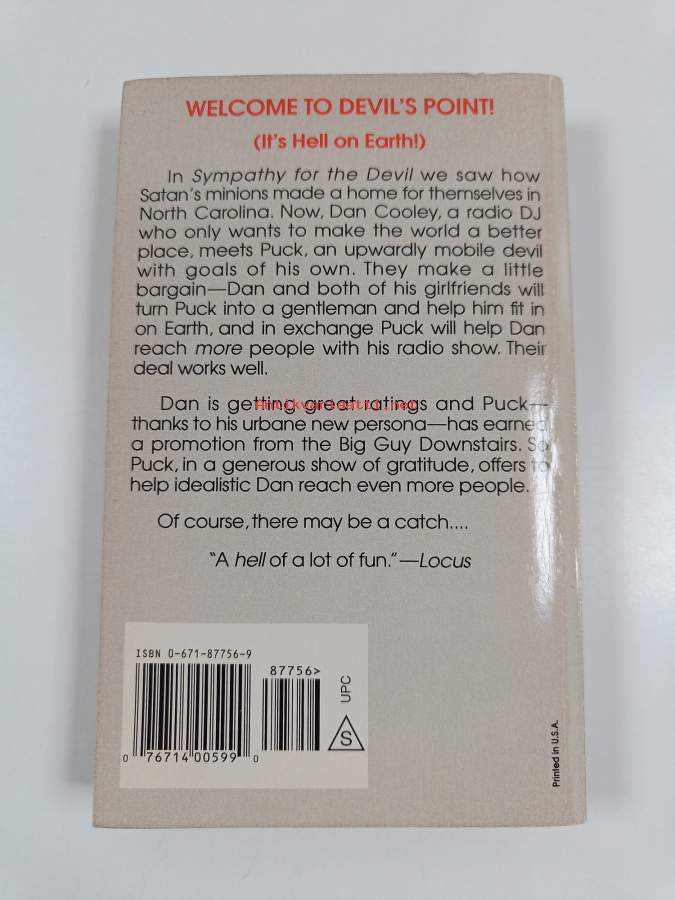 WELCOME TO DEVIL'S POINT!
(It's Hell on Earth!)
In Sympathy for the Devil we saw how
Satan's minions made a home for themselves in
North Carolina. Now, Dan Cooley, a radio DJ
who only wants to make the world a better
place, meets Puck, an upwardly mobile devil
with goals of his own. They make a little
bargain—Dan and both of his girlfriends will
turn Puck into a gentleman and help him fit in
on Earth, and in exchange Puck will help Dan
reach more people with his radio show. Their
deal works well.
Dan is getting great ratings and Puck—
Antikvariaatti.net
thanks to his urbane new persona—has earned
a promotion from the Big Guy Downstairs. So
Puck, in a generous show of gratitude, offers to
help idealistic Dan reach even more people.
Of course, there may be a catch....
"A hell of a lot of fun."—Locus
ISBN 0-671-87756-9
87756>
UPC
S
0 76714 00599 0
Printed in U.S.A.